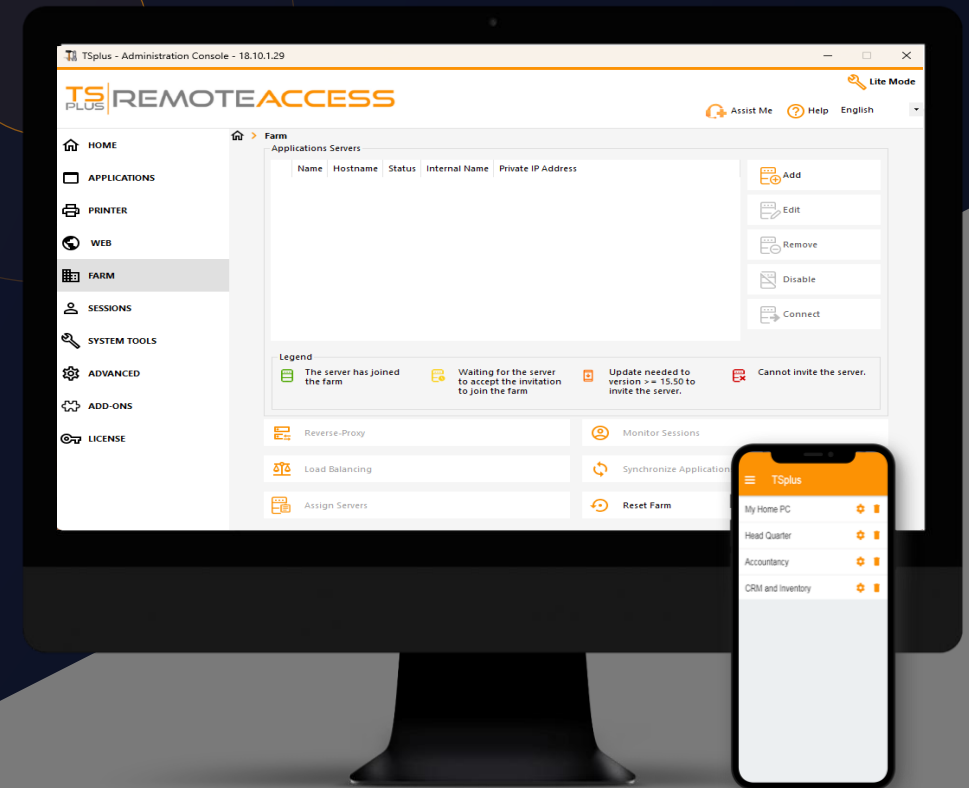 TSplus - Administration Console - 18.10.1.29
Lite Mode
TS PLUS REMOTE ACCESS
Assist Me
Help
English
HOME
APPLICATIONS
PRINTER
WEB
FARM
SESSIONS
SYSTEM TOOLS
ADVANCED
ADD-ONS
LICENSE
Farm
Applications Servers
Name Hostname Status Internal Name Private IP Address
Add
Edit
Remove
Disable
Connect
Legend
The server has joined
the farm
Waiting for the server
to accept the invitation
to join the farm
Update needed to
version >= 15.50 to
invite the server.
Cannot invite the server.
Reverse-Proxy
Monitor Sessions
Load Balancing
Synchronize Application
Assign Servers
Reset Farm
TSplus
My Home PC
Head Quarter
Accountancy
CRM and Inventory